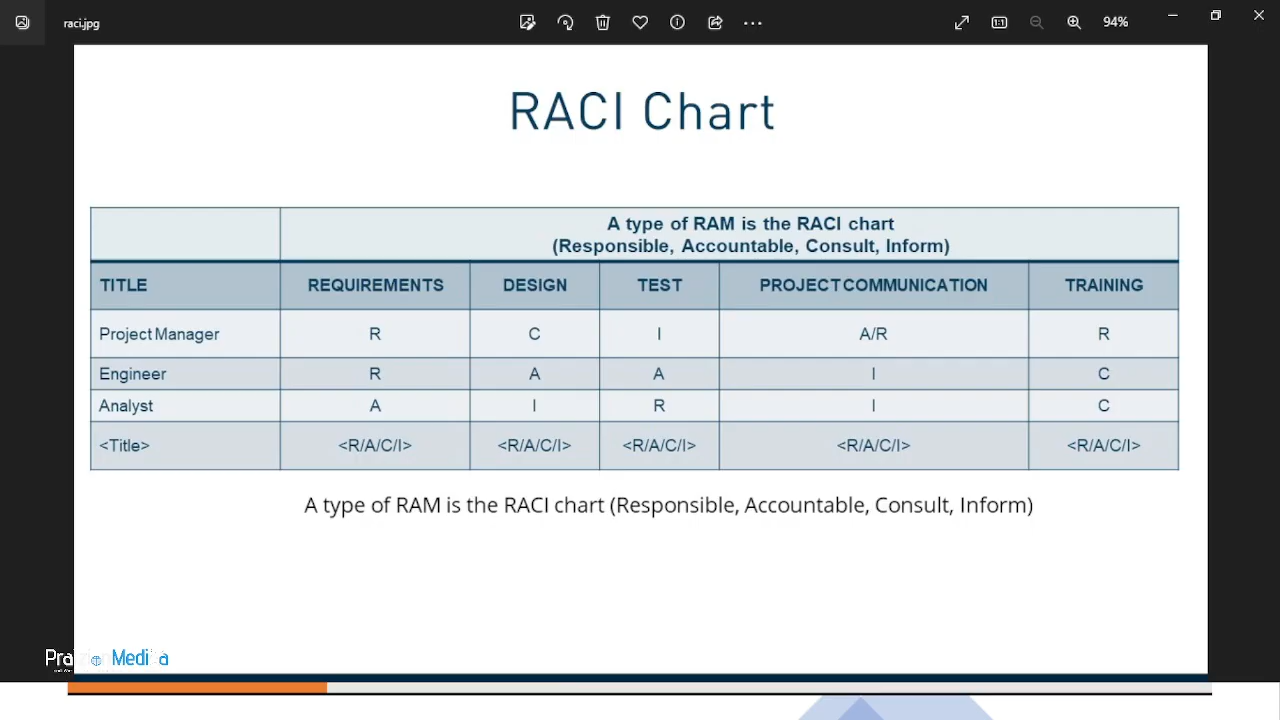 raci.jpg
94%
RACI Chart
A type of RAM is the RACI chart
(Responsible, Accountable, Consult, Inform)
TITLE REQUIREMENTS DESIGN TEST PROJECT COMMUNICATION TRAINING
Project Manager R C I A/R R
Engineer R A A I C
Analyst A I R I C
<Title> <R/A/C/I> <R/A/C/I> <R/A/C/I> <R/A/C/I> <R/A/C/I>
A type of RAM is the RACI chart (Responsible, Accountable, Consult, Inform)